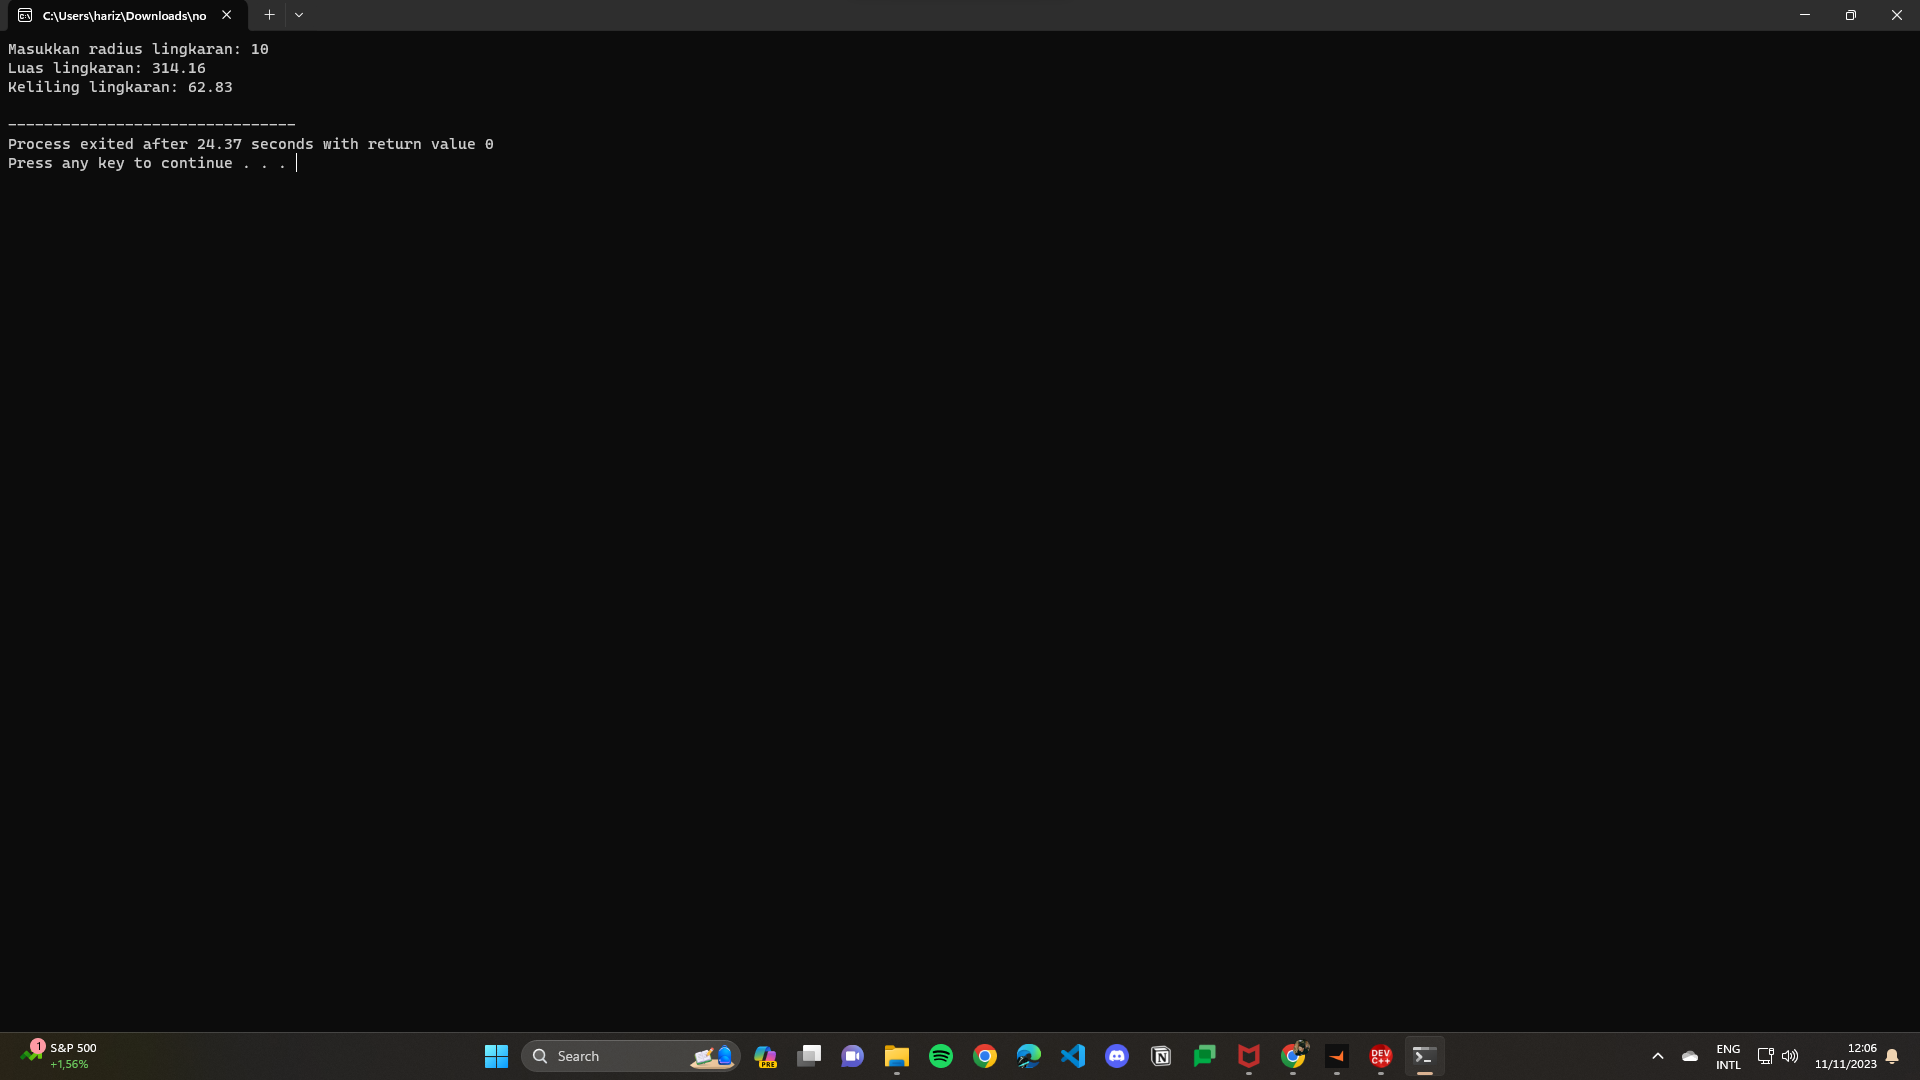 C:\Users\hariz\Downloads\no
Masukkan radius lingkaran: 10
Luas lingkaran: 314.16
Keliling lingkaran: 62.83
--------------------------------
Process exited after 24.37 seconds with return value 0
Press any key to continue . . .
1
S&P 500
+1,56%
Search
PRE
DEV
C++
ENG
INTL
12:06
11/11/2023